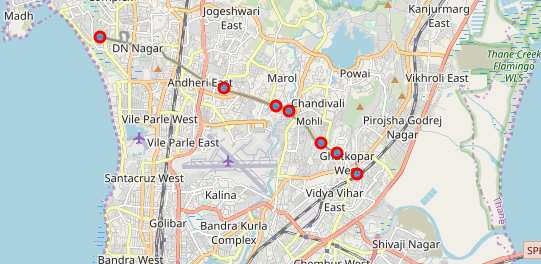 Madh
Jogeshwari
East
Kanjurmarg
East
DN Nagar
Thane Creek
Flamingo
WLS
Andheri East
Marol
Powai
Vikhroli East
Chandivali
Mohli
Vile Parle West
Pirojsha Godrej
Nagar
Vile Parle East
Ghatkopar
West
Santacruz West
Kalina
Vidya Vihar
East
Thane
Golibar
Bandra Kurla
Complex
Shivaji Nagar
SP
Bandra West
Chembur West